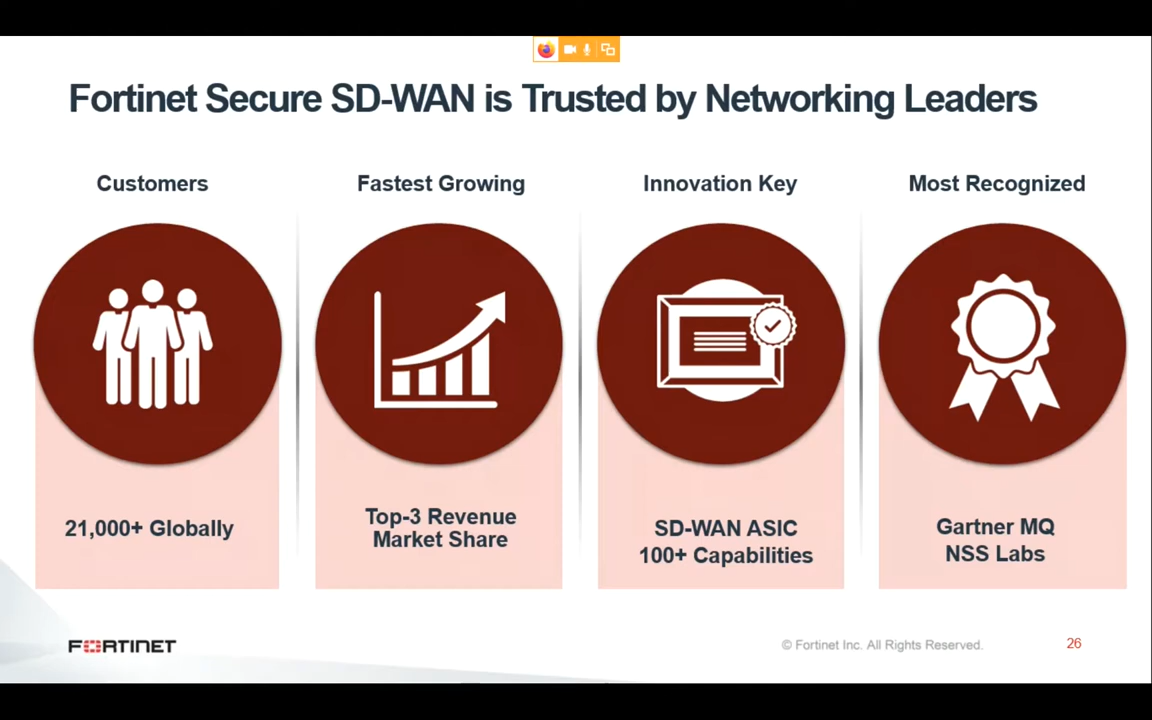 Fortinet Secure SD-WAN is Trusted by Networking Leaders
Customers
21,000+ Globally
Fastest Growing
Top-3 Revenue
Market Share
Innovation Key
SD-WAN ASIC
100+ Capabilities
Most Recognized
Gartner MQ
NSS Labs
FORTINET
© Fortinet Inc. All Rights Reserved.
26